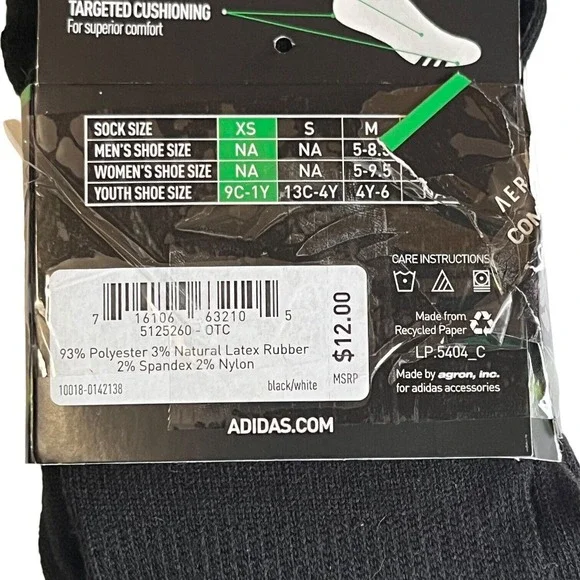 TARGETED CUSHIONING
For superior comfort
SOCK SIZE XS S M
MEN'S SHOE SIZE NA NA 5-8.5
WOMEN'S SHOE SIZE NA NA 5-9.5
YOUTH SHOE SIZE 9C-1Y 13C-4Y 4Y-6
AER
CON
CARE INSTRUCTIONS
7 16106 63210 5
5125260 - OTC
93% Polyester 3% Natural Latex Rubber
2% Spandex 2% Nylon
10018-0142138 black/white
$12.00
MSRP
Made from
Recycled Paper
LP:5404_C
Made by agron, inc.
for adidas accessories
ADIDAS.COM